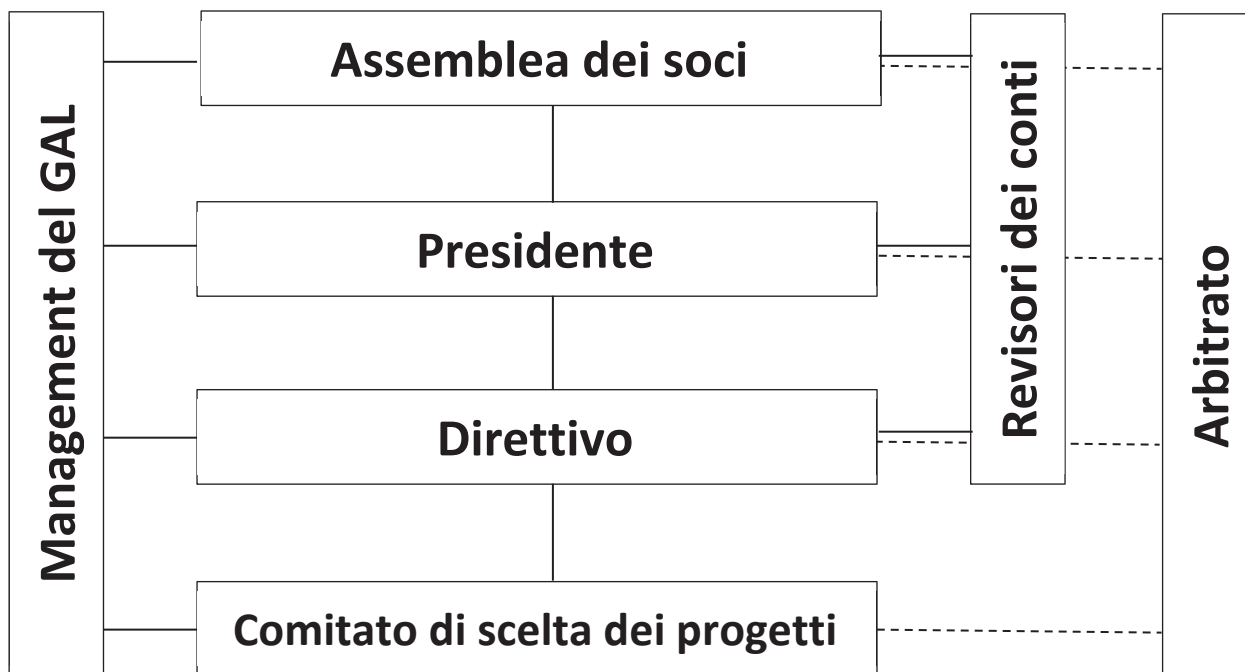 Management del GAL
Assemblea dei soci
Presidente
Direttivo
Comitato di scelta dei progetti
Revisori dei conti
Arbitrato